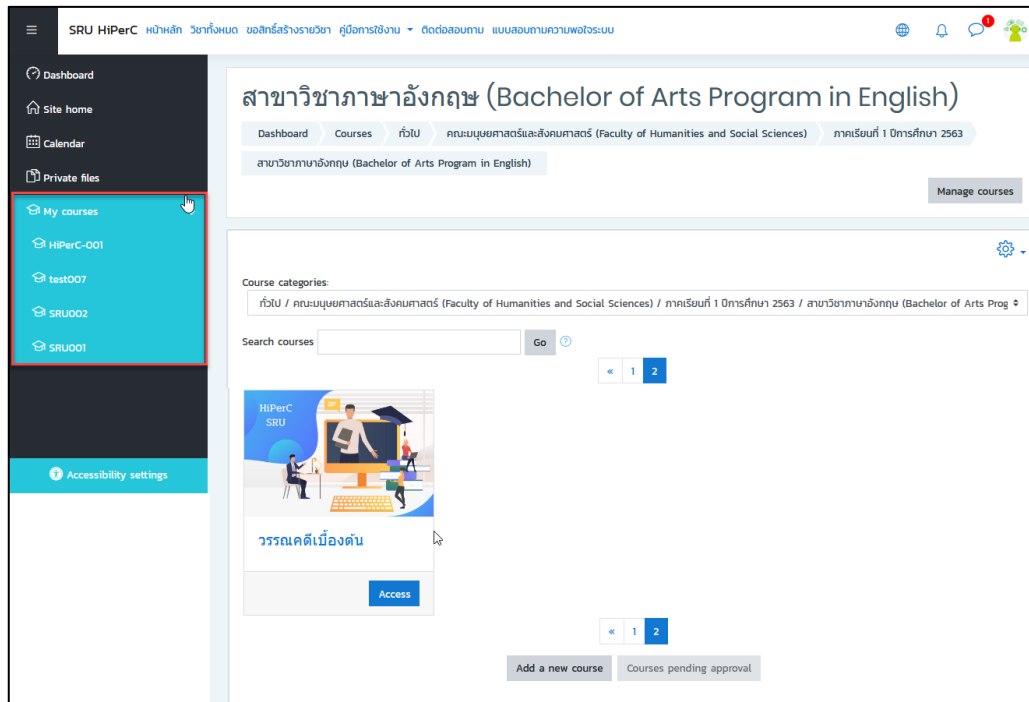 SRU HiPerC หน้าหลัก วิชาทั้งหมด ขอสิทธิ์สร้างรายวิชา คู่มือการใช้งาน ติดต่อสอบถาม แบบสอบถามความพอใจระบบ
1
Dashboard
Site home
Calendar
Private files
My courses
HiPerC-001
test007
SRU002
SRU001
Accessibility settings
สาขาวิชาภาษาอังกฤษ (Bachelor of Arts Program in English)
Dashboard Courses ทั่วไป คณะมนุษยศาสตร์และสังคมศาสตร์ (Faculty of Humanities and Social Sciences) ภาคเรียนที่ 1 ปีการศึกษา 2563
สาขาวิชาภาษาอังกฤษ (Bachelor of Arts Program in English)
Manage courses
Course categories:
ทั่วไป / คณะมนุษยศาสตร์และสังคมศาสตร์ (Faculty of Humanities and Social Sciences) / ภาคเรียนที่ 1 ปีการศึกษา 2563 / สาขาวิชาภาษาอังกฤษ (Bachelor of Arts Prog
Search courses Go
« 1 2
HiPerC
SRU
วรรณคดีเบื้องต้น
Access
« 1 2
Add a new course Courses pending approval